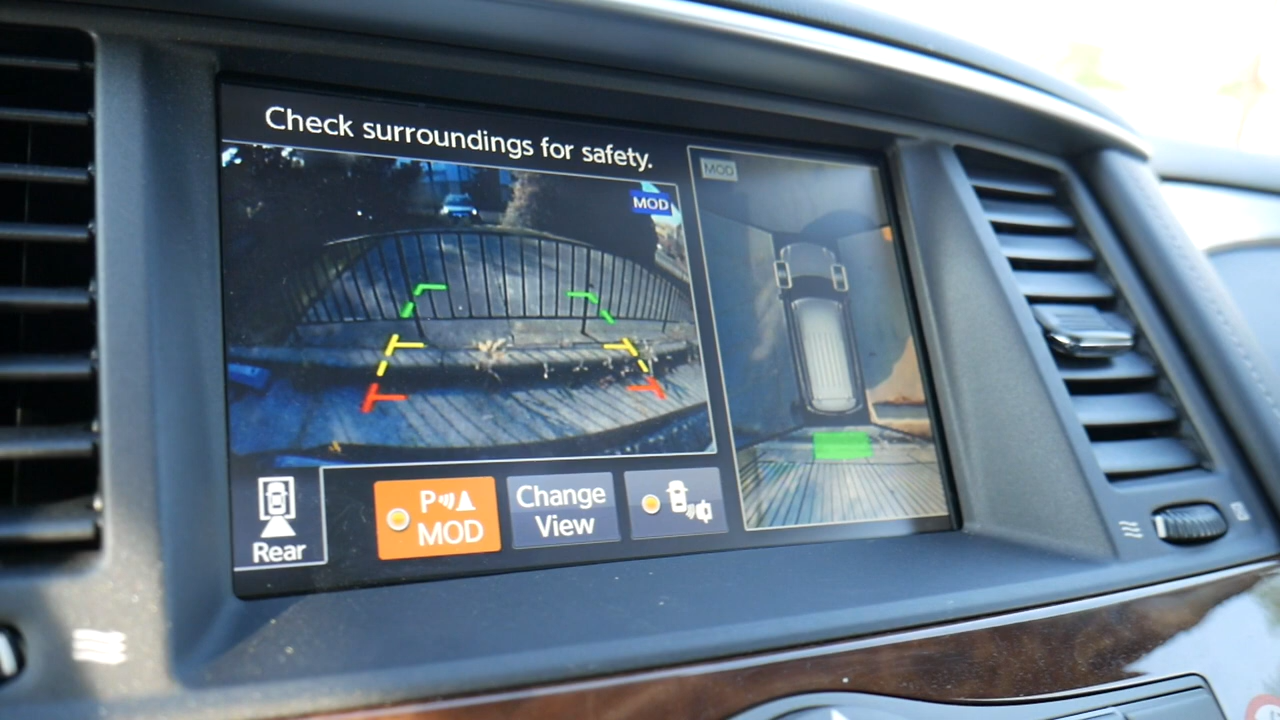 Check surroundings for safety.
MOD
MOD
Rear
P
MOD
Change
View